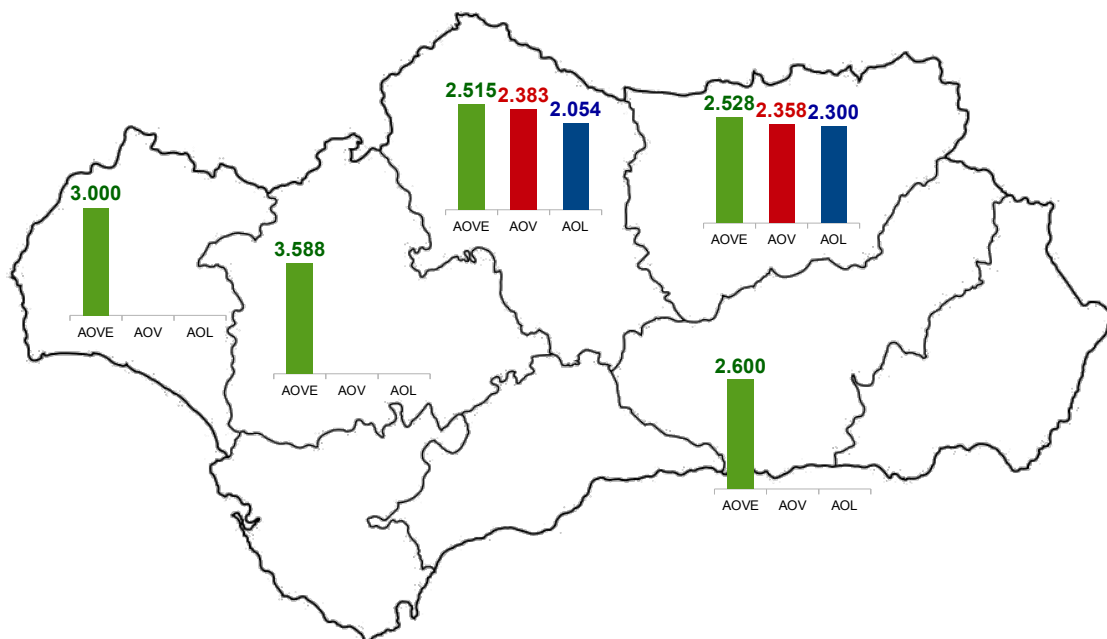 2.515 2.383 2.054
AOVE AOV AOL
2.528 2.358 2.300
AOVE AOV AOL
3.000
AOVE AOV AOL
3.588
AOVE AOV AOL
2.600
AOVE AOV AOL